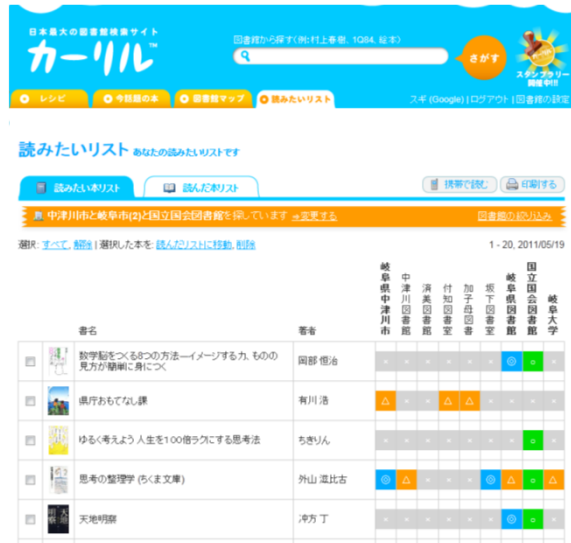 日本最大の図書館検索サイト
カーリル™
図書館から探す(例:村上春樹、1Q84、絵本)
さがす
スタンプラリー
開催中!!!
レシピ
今話題の本
図書館マップ
読みたいリスト
スギ (Google) | ログアウト | 図書館の設定
読みたいリスト あなたの読みたいリストです
読みたい本リスト
読んだ本リスト
携帯で読む
印刷する
中津川市と岐阜市(2)と国立国会図書館を探しています ⇒変更する
図書館の絞り込み
選択: すべて, 解除 | 選択した本を: 読んだリストに移動, 削除
1 - 20, 2011/05/19
書名
著者
岐阜県中津川市
中津川図書館
済美図書館
付知図書室
加子母図書
坂下図書室
岐阜県図書館
国立国会図書館
岐阜大学
数学脳をつくる8つの方法―イメージする力、ものの
見方が簡単に身につく
岡部 恒治
× × × × × × ◎ ○ ×
県庁おもてなし課
有川 浩
△ × × △ △ × × × ×
ゆるく考えよう 人生を100倍ラクにする思考法
ちきりん
× × × × × × × ○ ×
思考の整理学 (ちくま文庫)
外山 滋比古
◎ △ × × × ◎ △ ○ △
天地明察
冲方 丁
× × × × × × ◎ ○ ×